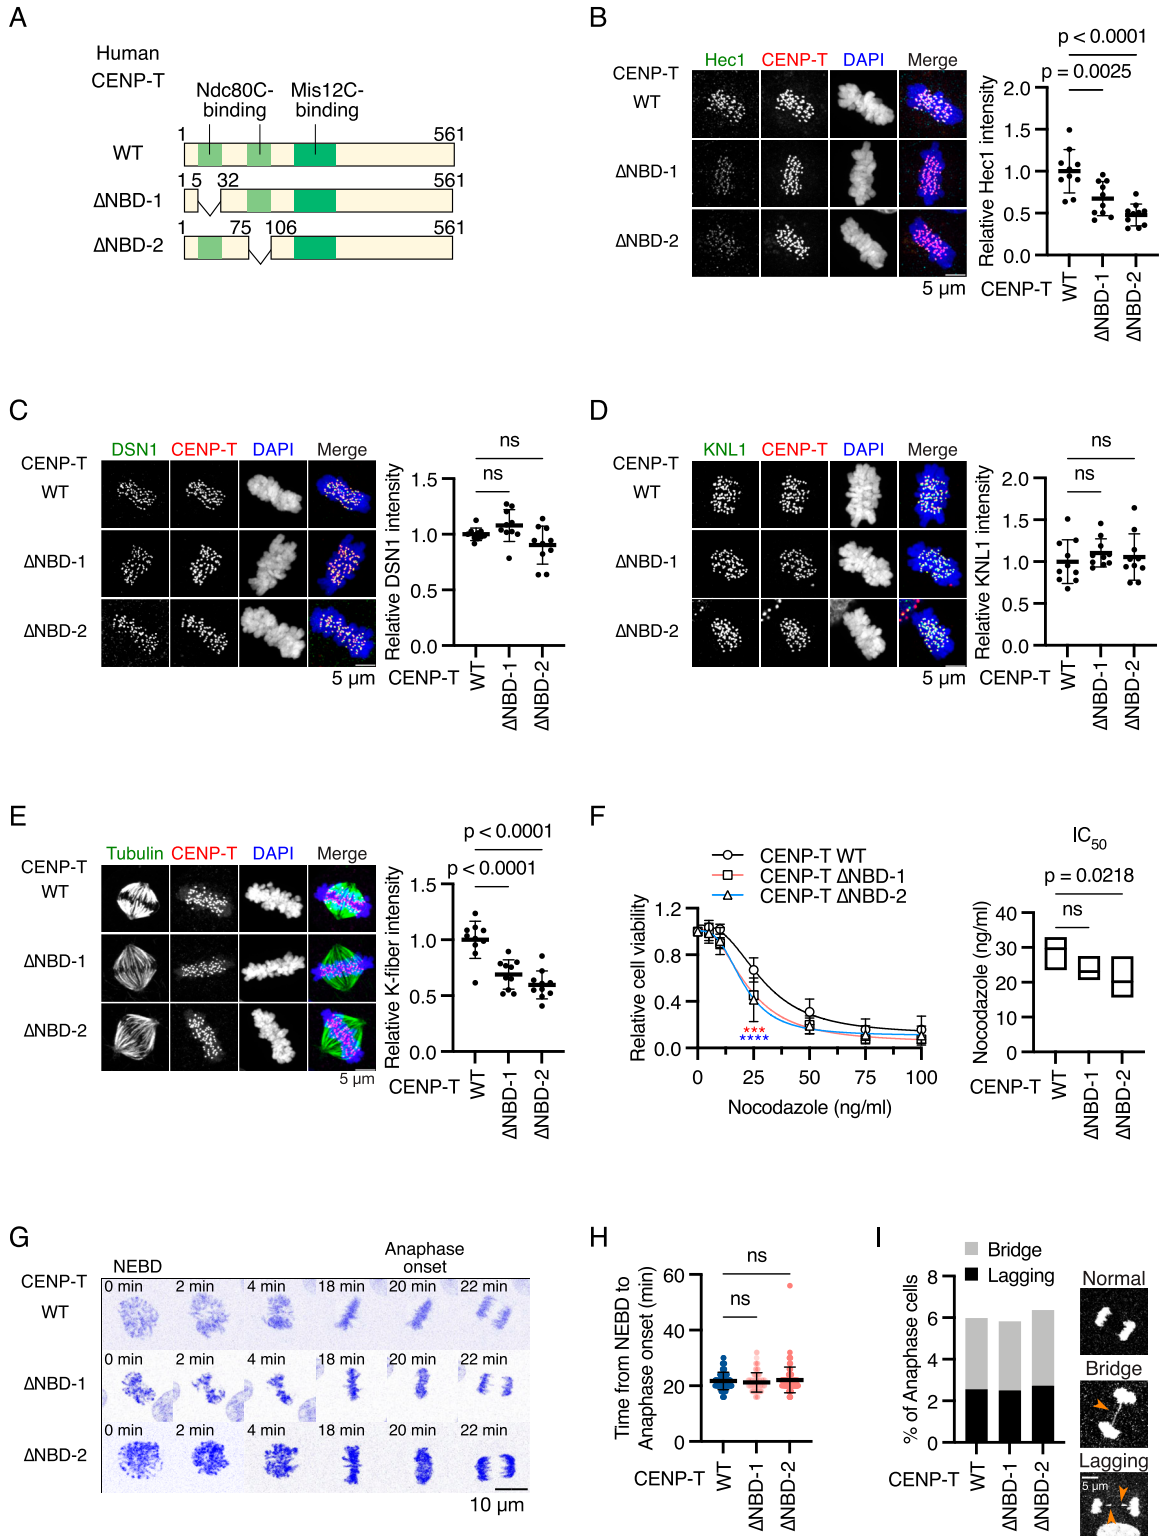 A
Human
CENP-T
Ndc80C-
binding
Mis12C-
binding
1
561
WT
1 5 32
561
ΔNBD-1
1 75 106
561
ΔNBD-2
B
CENP-T
Hec1 CENP-T DAPI Merge
WT
ΔNBD-1
ΔNBD-2
5 μm
p < 0.0001
p = 0.0025
Relative Hec1 intensity
2.0
1.5
1.0
0.5
0.0
CENP-T
WT
ΔNBD-1
ΔNBD-2
C
CENP-T
DSN1 CENP-T DAPI Merge
WT
ΔNBD-1
ΔNBD-2
5 μm
ns
ns
Relative DSN1 intensity
1.5
1.0
0.5
0.0
CENP-T
WT
ΔNBD-1
ΔNBD-2
D
CENP-T
KNL1 CENP-T DAPI Merge
WT
ΔNBD-1
ΔNBD-2
5 μm
ns
ns
Relative KNL1 intensity
2.0
1.5
1.0
0.5
0.0
CENP-T
WT
ΔNBD-1
ΔNBD-2
E
CENP-T
Tubulin CENP-T DAPI Merge
WT
ΔNBD-1
ΔNBD-2
5 μm
p < 0.0001
p < 0.0001
Relative K-fiber intensity
1.5
1.0
0.5
0.0
CENP-T
WT
ΔNBD-1
ΔNBD-2
F
CENP-T WT
CENP-T ΔNBD-1
CENP-T ΔNBD-2
Relative cell viability
1.2
0.8
0.4
0.0
***
****
0 25 50 75 100
Nocodazole (ng/ml)
IC50
p = 0.0218
ns
Nocodazole (ng/ml)
40
30
20
10
0
CENP-T
WT
ΔNBD-1
ΔNBD-2
G
CENP-T
NEBD
Anaphase
onset
WT
0 min 2 min 4 min 18 min 20 min 22 min
ΔNBD-1
0 min 2 min 4 min 18 min 20 min 22 min
ΔNBD-2
0 min 2 min 4 min 18 min 20 min 22 min
10 μm
H
ns
ns
Time from NEBD to
Anaphase onset (min)
60
40
20
0
CENP-T
WT
ΔNBD-1
ΔNBD-2
I
Bridge
Lagging
% of Anaphase cells
8
6
4
2
0
CENP-T
WT
ΔNBD-1
ΔNBD-2
Normal
Bridge
Lagging
5 μm